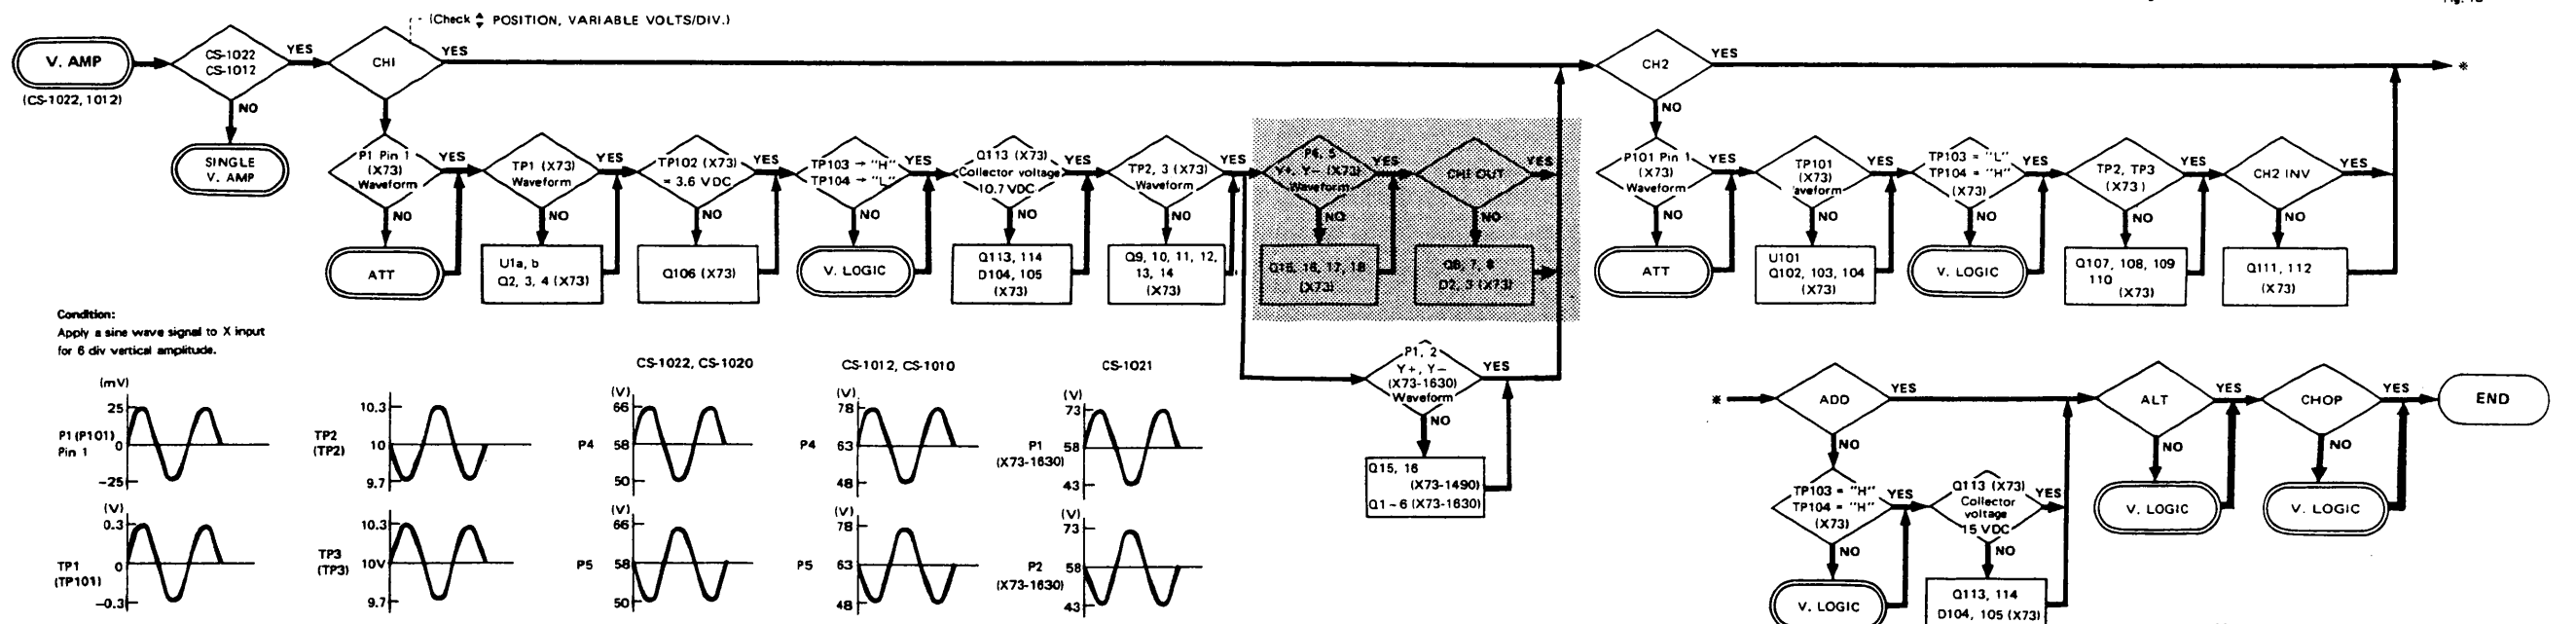 (Check POSITION, VARIABLE VOLTS/DIV.)
V. AMP
(CS-1022, 1012)
CS-1022
CS-1012
YES
NO
SINGLE
V. AMP
CHI
YES
NO
P1 Pin 1
(X73)
Waveform
YES
NO
ATT
TP1 (X73)
Waveform
YES
NO
U1a, b
Q2, 3, 4 (X73)
TP102 (X73)
= 3.6 VDC
YES
NO
Q106 (X73)
TP103 → "H"
TP104 → "L"
YES
NO
V. LOGIC
Q113 (X73)
Collector voltage
10.7 VDC
YES
NO
Q113, 114
D104, 105
(X73)
TP2, 3 (X73)
Waveform
YES
NO
Q9, 10, 11, 12,
13, 14
(X73)
Y+, Y− (X73)
Waveform
YES
NO
Q15, 16, 17, 18
(X73)
CHI OUT
YES
NO
D2, 3 (X73)
P1, 2
Y+, Y−
(X73-1630)
Waveform
YES
NO
Q15, 16
(X73-1490)
Q1 ~ 6 (X73-1630)
CH2
YES
*
NO
P101 Pin 1
(X73)
Waveform
YES
NO
ATT
TP101
(X73)
aveform
YES
NO
U101
Q102, 103, 104
(X73)
TP103 = "L"
TP104 = "H"
(X73)
YES
NO
V. LOGIC
TP2, TP3
(X73)
YES
NO
Q107, 108, 109
110
(X73)
CH2 INV
YES
NO
Q111, 112
(X73)
*
ADD
YES
NO
TP103 = "H"
TP104 = "H"
(X73)
YES
NO
V. LOGIC
Q113 (X73)
Collector
voltage
15 VDC
YES
NO
Q113, 114
D104, 105 (X73)
ALT
YES
NO
V. LOGIC
CHOP
YES
NO
V. LOGIC
END
Condition:
Apply a sine wave signal to X input
for 6 div vertical amplitude.
(mV)
25
P1 (P101)
Pin 1
0
−25
(V)
0.3
TP1
(TP101)
0
−0.3
10.3
TP2
(TP2)
10
9.7
10.3
TP3
(TP3)
10V
9.7
CS-1022, CS-1020
(V)
66
P4
58
50
(V)
66
P5
58
50
CS-1012, CS-1010
(V)
78
P4
63
48
(V)
78
P5
63
48
CS-1021
(V)
73
P1
(X73-1630)
58
43
(V)
73
P2
(X73-1630)
58
43